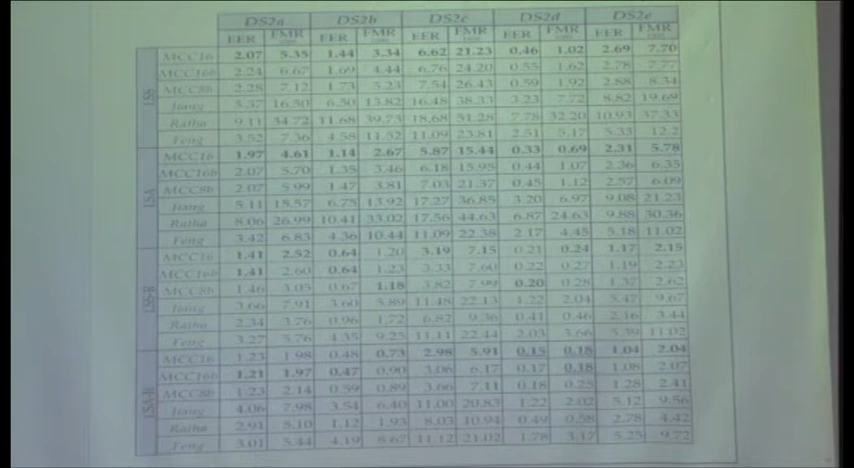 DS2a DS2b DS2c DS2d DS2e
EER FMR EER FMR EER FMR EER FMR EER FMR
LSS
MCC16 2.07 5.35 1.44 3.34 6.62 21.23 0.46 1.02 2.69 7.70
MCC16b 2.24 6.67 1.69 4.44 6.76 24.20 0.55 1.62 2.78 7.77
MCC8b 2.28 7.12 1.73 5.23 7.54 26.43 0.59 1.92 2.88 8.34
Jiang 5.37 16.50 6.50 13.82 16.48 38.33 3.23 7.72 8.82 19.69
Ratha 9.11 34.72 11.68 39.73 18.68 51.28 7.78 32.20 10.93 37.33
Feng 3.52 7.36 4.58 11.52 11.09 23.81 2.51 5.17 5.33 12.2
LSA
MCC16 1.97 4.61 1.14 2.67 5.87 15.44 0.33 0.69 2.31 5.78
MCC16b 2.07 5.70 1.35 3.46 6.18 15.95 0.44 1.07 2.36 6.35
MCC8b 2.07 5.99 1.47 3.81 7.03 21.37 0.45 1.12 2.57 6.09
Jiang 5.11 15.57 6.75 13.92 17.27 36.85 3.20 6.97 9.08 21.23
Ratha 8.06 26.99 10.41 33.02 17.56 44.63 6.87 24.63 9.88 30.36
Feng 3.42 6.83 4.36 10.44 11.09 22.38 2.17 4.45 5.18 11.02
LSS-R
MCC16 1.41 2.52 0.64 1.20 3.19 7.15 0.21 0.24 1.17 2.15
MCC16b 1.41 2.60 0.64 1.23 3.33 7.60 0.22 0.27 1.19 2.23
MCC8b 1.46 3.05 0.67 1.18 3.82 7.99 0.20 0.28 1.37 2.62
Jiang 3.66 7.91 3.60 5.89 11.48 22.13 1.22 2.04 5.47 9.67
Ratha 2.34 3.76 0.96 1.72 6.82 9.36 0.41 0.46 2.16 3.44
Feng 3.27 5.76 4.35 9.25 11.11 22.44 2.03 3.66 5.39 11.02
LSA-R
MCC16 1.23 1.98 0.48 0.73 2.98 5.91 0.15 0.18 1.04 2.04
MCC16b 1.21 1.97 0.47 0.90 3.06 6.17 0.17 0.18 1.08 2.07
MCC8b 1.23 2.14 0.59 0.89 3.66 7.11 0.18 0.25 1.28 2.41
Jiang 4.06 7.98 3.54 6.40 11.00 20.83 1.22 2.02 5.12 9.56
Ratha 2.91 5.10 1.12 1.93 8.03 10.94 0.49 0.58 2.78 4.42
Feng 3.01 5.44 4.19 8.67 11.12 21.02 1.78 3.17 5.25 9.72